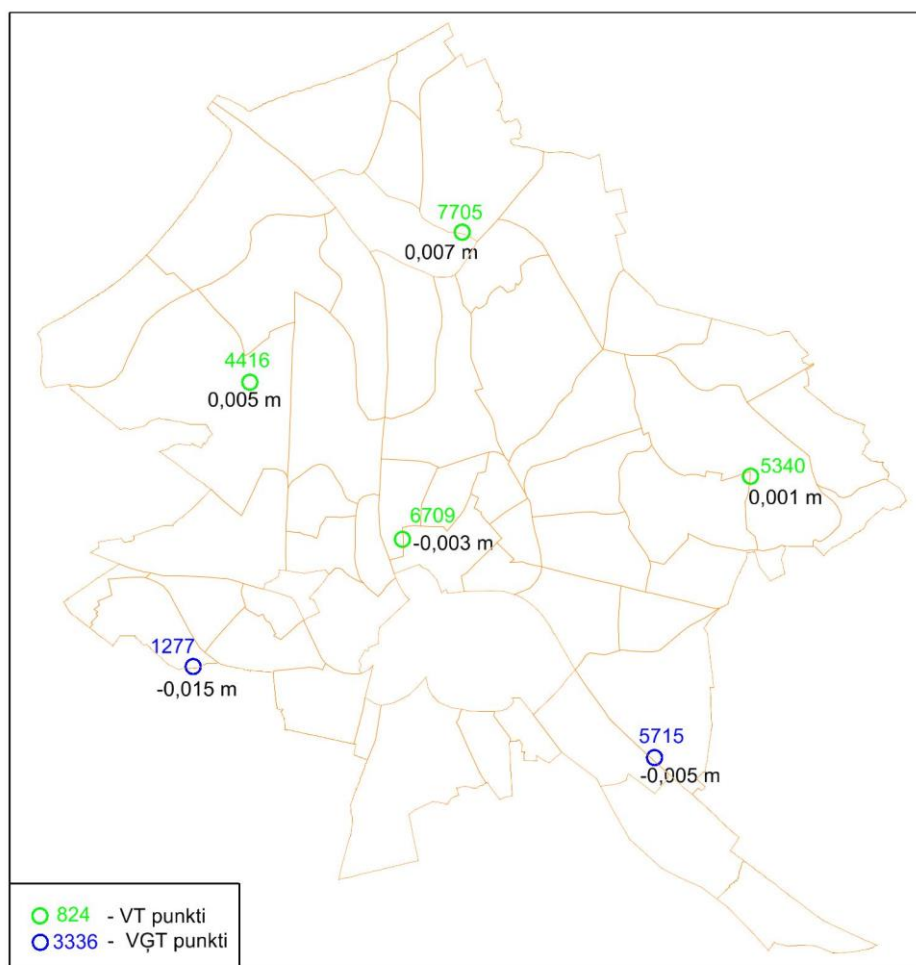 7705
0,007 m
4416
0,005 m
5340
0,001 m
6709
-0,003 m
1277
-0,015 m
5715
-0,005 m
824 - VT punkti
3336 - VĢT punkti